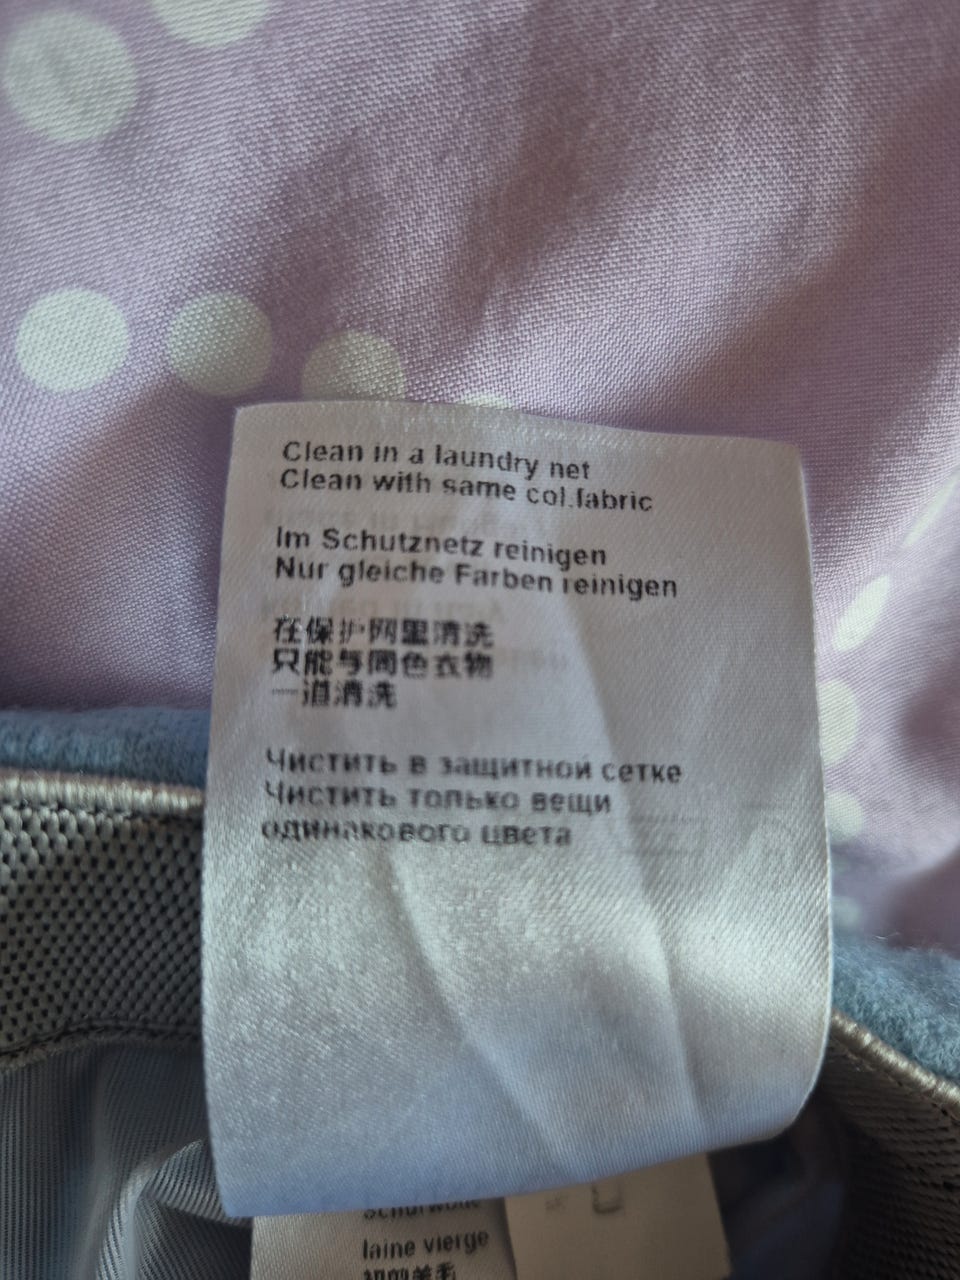 Clean in a laundry net
Clean with same col.fabric
Im Schutznetz reinigen
Nur gleiche Farben reinigen
在保护网里清洗
只能与同色衣物
一道清洗
Чистить в защитной сетке
Чистить только вещи
одинакового цвета
Schurwolle
laine vierge